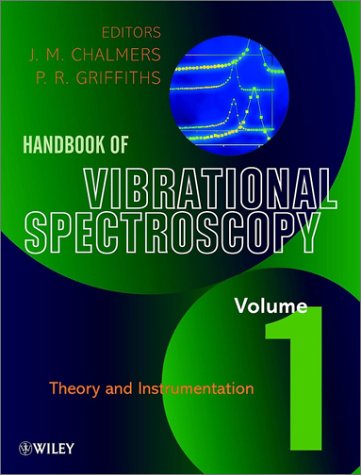 EDITORS
J. M. CHALMERS
P. R. GRIFFITHS
HANDBOOK OF
VIBRATIONAL
SPECTROSCOPY
Volume
1
Theory and Instrumentation
WILEY